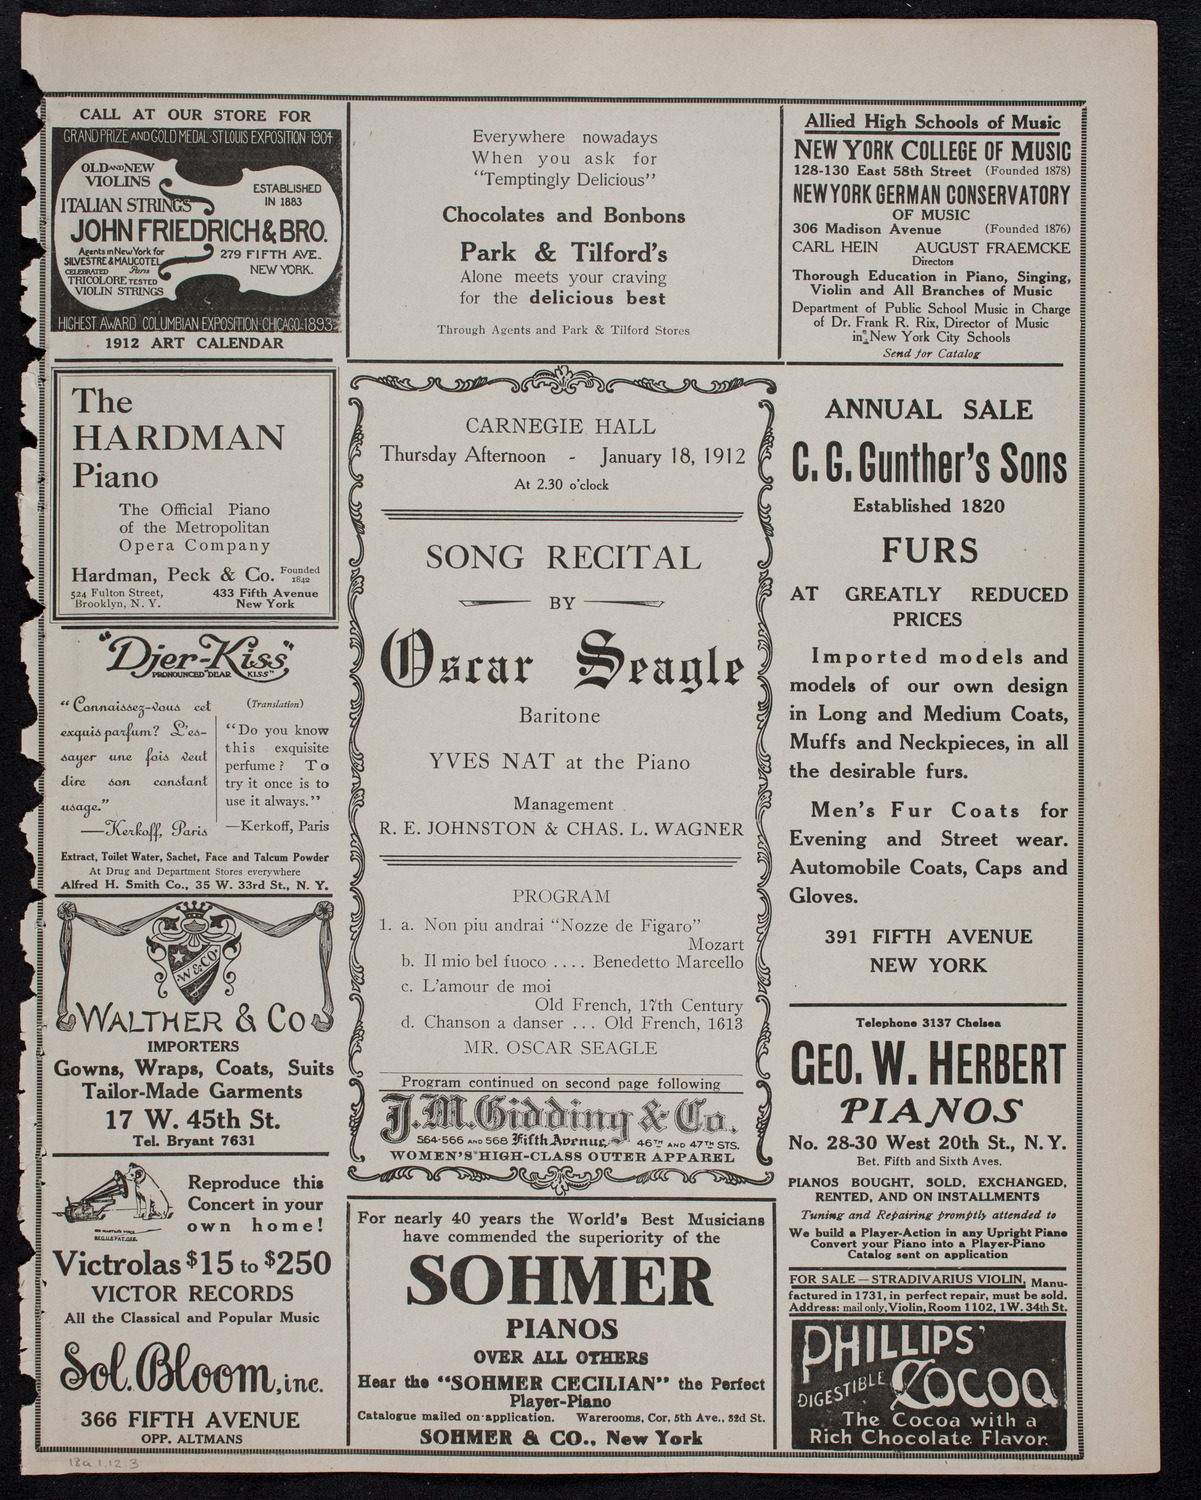 CALL AT OUR STORE FOR
GRAND PRIZE AND GOLD MEDAL ST LOUIS EXPOSITION 1904
OLD AND NEW
VIOLINS
ITALIAN STRINGS
ESTABLISHED
IN 1883
JOHN FRIEDRICH & BRO.
Agents in New York for
SILVESTRE & MAUCOTEL
CELEBRATED Paris
TRICOLORE TESTED
VIOLIN STRINGS
279 FIFTH AVE.
NEW YORK.
HIGHEST AWARD COLUMBIAN EXPOSITION CHICAGO 1893
1912 ART CALENDAR
The
HARDMAN
Piano
The Official Piano
of the Metropolitan
Opera Company
Hardman, Peck & Co. Founded 1842
524 Fulton Street,
Brooklyn, N. Y.
433 Fifth Avenue
New York
"Djer-Kiss"
PRONOUNCED "DEAR KISS"
"Connaissez-vous cet
exquis parfum? L'es-
sayer une fois veut
dire son constant
usage."
—Kerkoff, Paris
(Translation)
"Do you know
this exquisite
perfume? To
try it once is to
use it always."
—Kerkoff, Paris
Extract, Toilet Water, Sachet, Face and Talcum Powder
At Drug and Department Stores everywhere
Alfred H. Smith Co., 35 W. 33rd St., N. Y.
W & CO.
WALTHER & CO
IMPORTERS
Gowns, Wraps, Coats, Suits
Tailor-Made Garments
17 W. 45th St.
Tel. Bryant 7631
Reproduce this
Concert in your
own home!
HIS MASTER'S VOICE
REG. U.S. PAT. OFF.
Victrolas $15 to $250
VICTOR RECORDS
All the Classical and Popular Music
Sol. Bloom, inc.
366 FIFTH AVENUE
OPP. ALTMANS
Everywhere nowadays
When you ask for
"Temptingly Delicious"
Chocolates and Bonbons
Park & Tilford's
Alone meets your craving
for the delicious best
Through Agents and Park & Tilford Stores
CARNEGIE HALL
Thursday Afternoon - January 18, 1912
At 2.30 o'clock
SONG RECITAL
BY
Oscar Seagle
Baritone
YVES NAT at the Piano
Management
R. E. JOHNSTON & CHAS. L. WAGNER
PROGRAM
1. a. Non piu andrai "Nozze de Figaro"
Mozart
b. Il mio bel fuoco .... Benedetto Marcello
c. L'amour de moi
Old French, 17th Century
d. Chanson a danser ... Old French, 1613
MR. OSCAR SEAGLE
Program continued on second page following
J. M. Gidding & Co.
564-566 AND 568 Fifth Avenue, 46TH AND 47TH STS.
WOMEN'S HIGH-CLASS OUTER APPAREL
For nearly 40 years the World's Best Musicians
have commended the superiority of the
SOHMER
PIANOS
OVER ALL OTHERS
Hear the "SOHMER CECILIAN" the Perfect
Player-Piano
Catalogue mailed on application. Warerooms, Cor. 5th Ave., 32d St.
SOHMER & CO., New York
Allied High Schools of Music
NEW YORK COLLEGE OF MUSIC
128-130 East 58th Street (Founded 1878)
NEW YORK GERMAN CONSERVATORY
OF MUSIC
306 Madison Avenue (Founded 1876)
CARL HEIN AUGUST FRAEMCKE
Directors
Thorough Education in Piano, Singing,
Violin and All Branches of Music
Department of Public School Music in Charge
of Dr. Frank R. Rix, Director of Music
in New York City Schools
Send for Catalog
ANNUAL SALE
C. G. Gunther's Sons
Established 1820
FURS
AT GREATLY REDUCED
PRICES
Imported models and
models of our own design
in Long and Medium Coats,
Muffs and Neckpieces, in all
the desirable furs.
Men's Fur Coats for
Evening and Street wear.
Automobile Coats, Caps and
Gloves.
391 FIFTH AVENUE
NEW YORK
Telephone 3137 Chelsea
GEO. W. HERBERT
PIANOS
No. 28-30 West 20th St., N. Y.
Bet. Fifth and Sixth Aves.
PIANOS BOUGHT, SOLD, EXCHANGED,
RENTED, AND ON INSTALLMENTS
Tuning and Repairing promptly attended to
We build a Player-Action in any Upright Piano
Convert your Piano into a Player-Piano
Catalog sent on application
FOR SALE — STRADIVARIUS VIOLIN, Manu-
factured in 1731, in perfect repair, must be sold.
Address: mail only, Violin, Room 1102, 1 W. 34th St.
PHILLIPS'
DIGESTIBLE COCOA
The Cocoa with a
Rich Chocolate Flavor.
18a.1.12.3